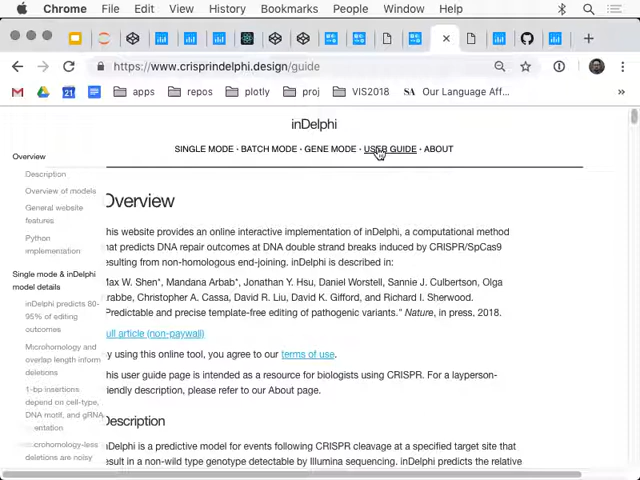 Chrome File Edit View History Bookmarks People Window Help
https://www.crisprindelphi.design/guide
apps repos plotly proj VIS2018 SA Our Language Aff... »
inDelphi
SINGLE MODE · BATCH MODE · GENE MODE · USER GUIDE · ABOUT
Overview
Description
Overview of models
General website
features
Python
implementation
Single mode & inDelphi
model details
inDelphi predicts 80-
95% of editing
outcomes
Microhomology and
overlap length inform
deletions
1-bp insertions
depend on cell-type,
DNA motif, and gRNA
entation
microhomology-less
deletions are noisy
Overview
his website provides an online interactive implementation of inDelphi, a computational method
hat predicts DNA repair outcomes at DNA double strand breaks induced by CRISPR/SpCas9
esulting from non-homologous end-joining. inDelphi is described in:
Max W. Shen*, Mandana Arbab*, Jonathan Y. Hsu, Daniel Worstell, Sannie J. Culbertson, Olga
rabbe, Christopher A. Cassa, David R. Liu, David K. Gifford, and Richard I. Sherwood.
Predictable and precise template-free editing of pathogenic variants." Nature, in press, 2018.
ull article (non-paywall)
y using this online tool, you agree to our terms of use.
his user guide page is intended as a resource for biologists using CRISPR. For a layperson-
riendly description, please refer to our About page.
Description
nDelphi is a predictive model for events following CRISPR cleavage at a specified target site that
esult in a non-wild type genotype detectable by Illumina sequencing. inDelphi predicts the relative